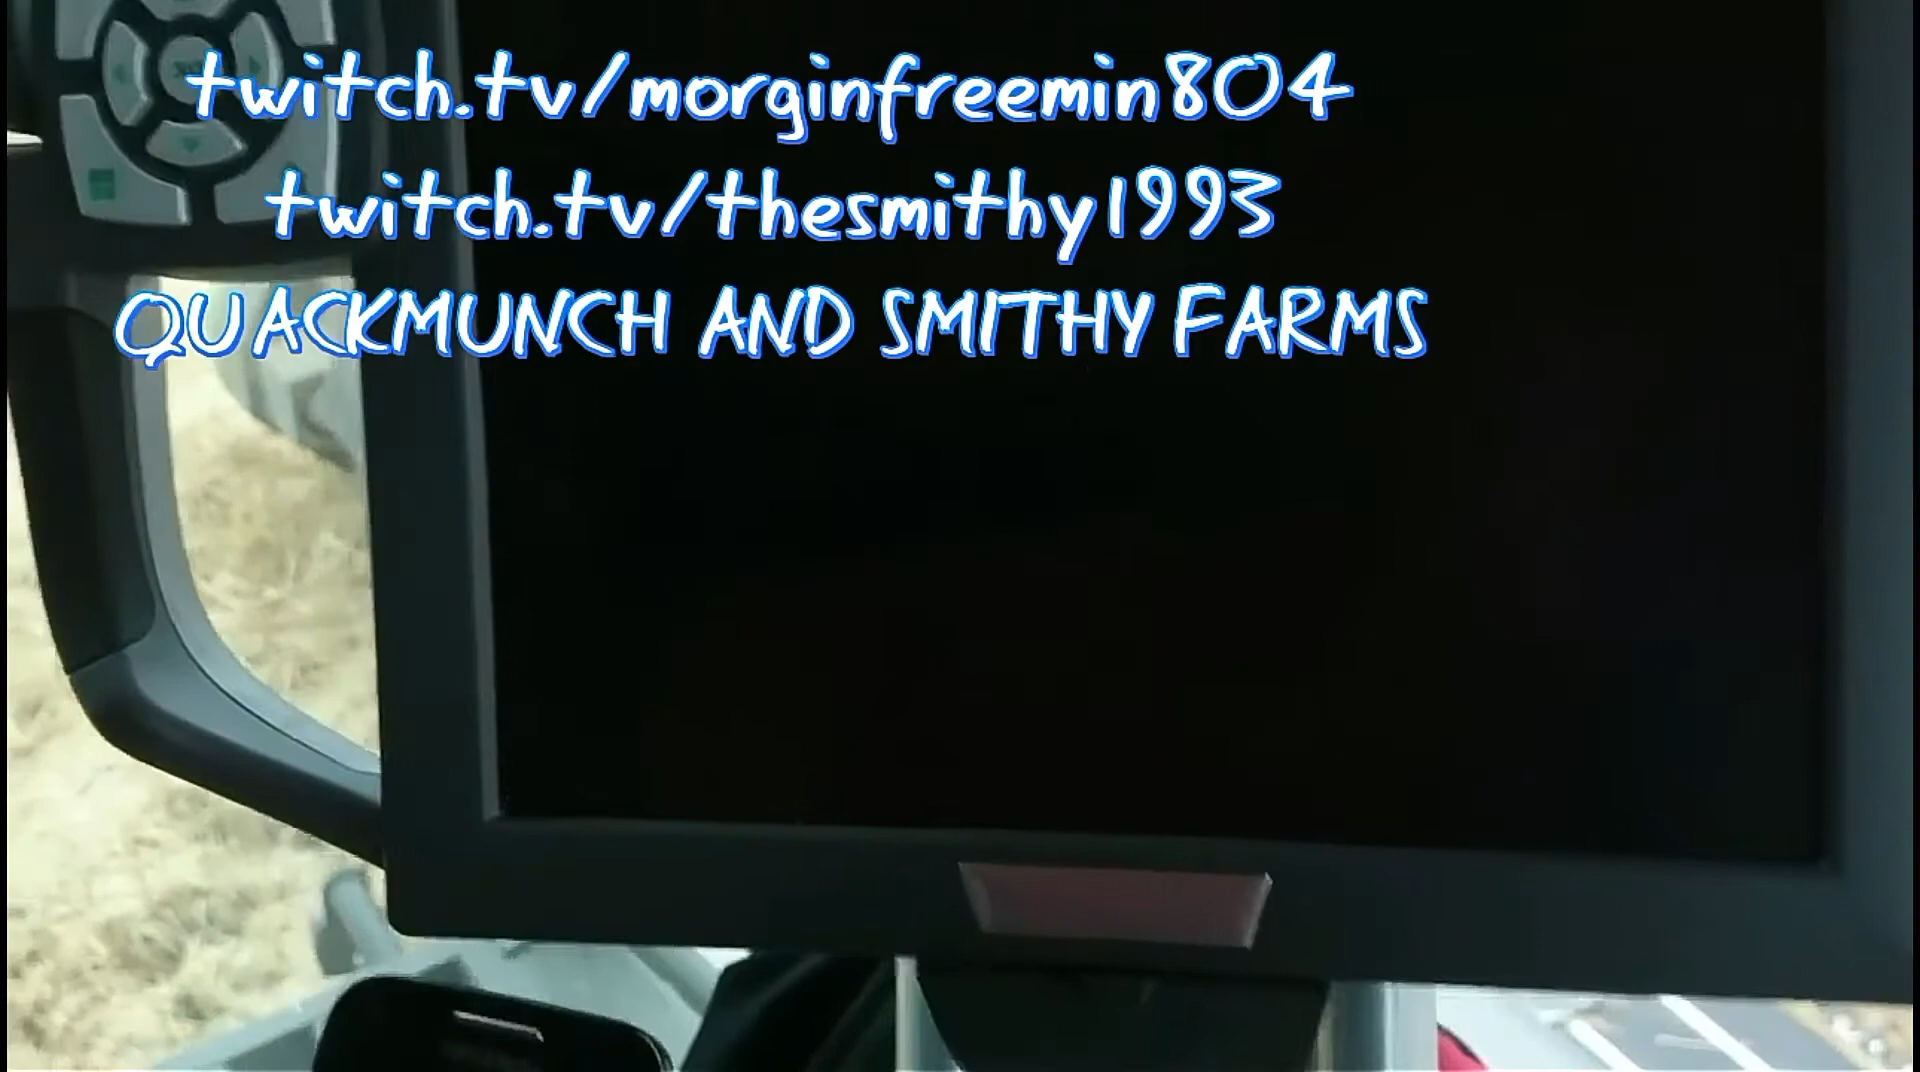 twitch.tv/morginfreemin804
twitch.tv/thesmithy1993
QUACKMUNCH AND SMITHY FARMS